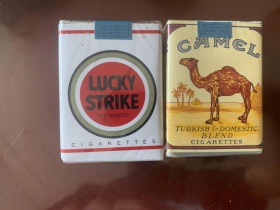 LUCKY
STRIKE
CIGARETTES
CAMEL
TURKISH & DOMESTIC
BLEND
CIGARETTES